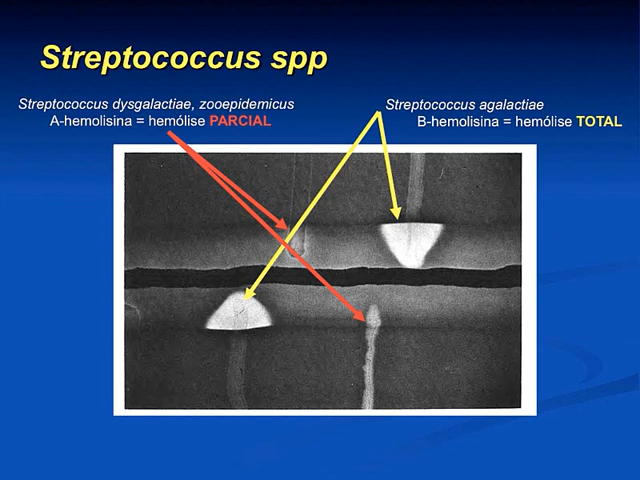 Streptococcus spp
Streptococcus dysgalactiae, zooepidemicus
A-hemolisina = hemólise PARCIAL
Streptococcus agalactiae
B-hemolisina = hemólise TOTAL